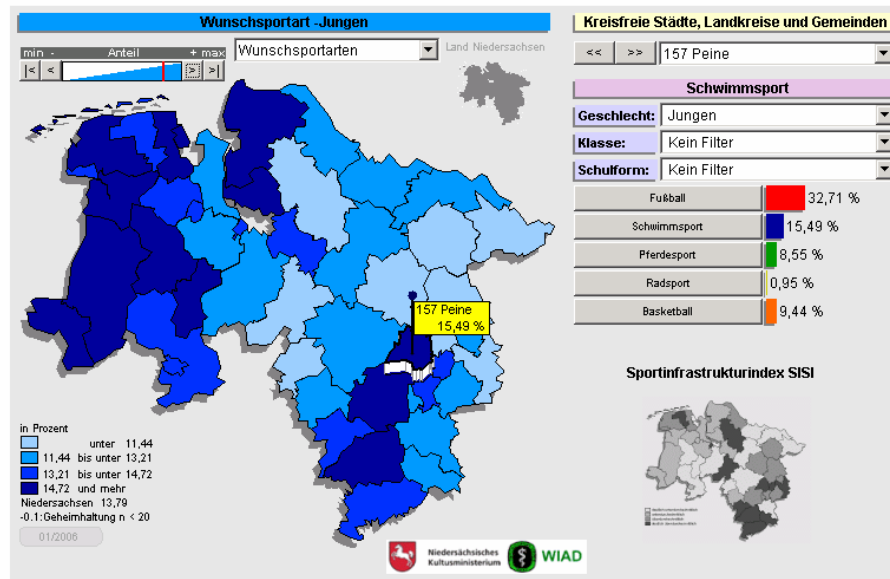 Wunschsportart -Jungen
min - Anteil + max
|< < > >|
Wunschsportarten
Land Niedersachsen
157 Peine
15,49 %
in Prozent
unter 11,44
11,44 bis unter 13,21
13,21 bis unter 14,72
14,72 und mehr
Niedersachsen 13,79
-0.1:Geheimhaltung n < 20
01/2006
Niedersächsisches
Kultusministerium
WIAD
Kreisfreie Städte, Landkreise und Gemeinden
<< >> 157 Peine
Schwimmsport
Geschlecht: Jungen
Klasse: Kein Filter
Schulform: Kein Filter
Fußball 32,71 %
Schwimmsport 15,49 %
Pferdesport 8,55 %
Radsport 0,95 %
Basketball 9,44 %
Sportinfrastrukturindex SISI